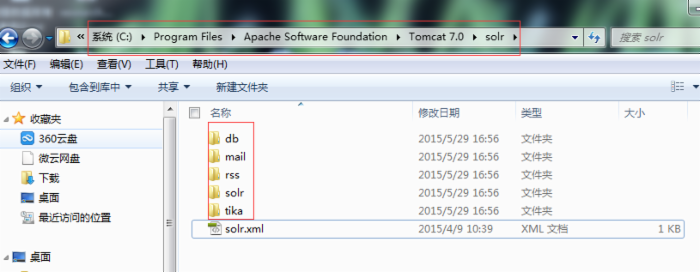 « 系统 (C:) ▸ Program Files ▸ Apache Software Foundation ▸ Tomcat 7.0 ▸ solr ▸ 搜索 solr
文件(F) 编辑(E) 查看(V) 工具(T) 帮助(H)
组织 包含到库中 共享 新建文件夹
收藏夹
360云盘
微云网盘
下载
桌面
最近访问的位置
桌面
名称 修改日期 类型 大小
db 2015/5/29 16:56 文件夹
mail 2015/5/29 16:56 文件夹
rss 2015/5/29 16:56 文件夹
solr 2015/5/29 16:56 文件夹
tika 2015/5/29 16:56 文件夹
solr.xml 2015/4/9 10:39 XML 文档 1 KB